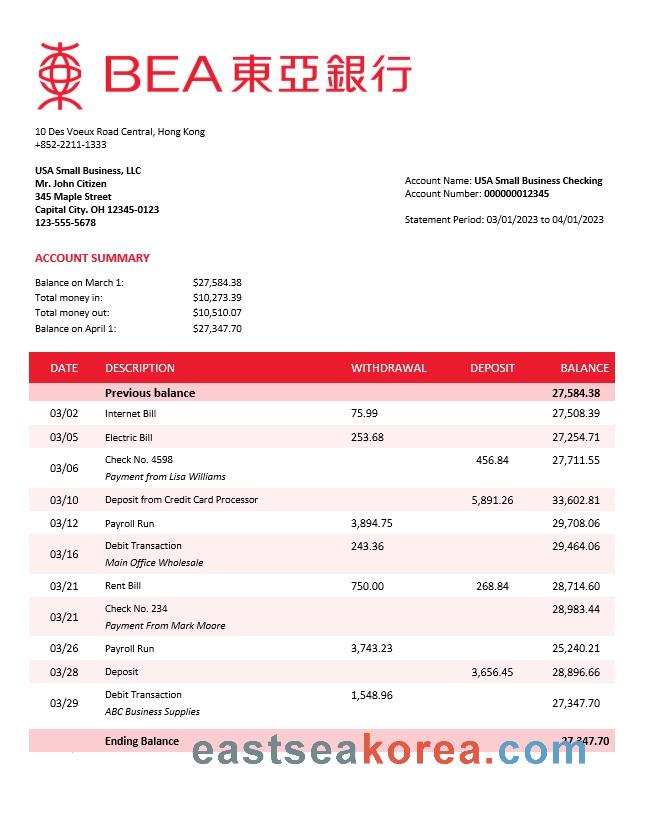 BEA 東亞銀行
10 Des Voeux Road Central, Hong Kong
+852-2211-1333
USA Small Business, LLC
Mr. John Citizen
345 Maple Street
Capital City. OH 12345-0123
123-555-5678
Account Name: USA Small Business Checking
Account Number: 000000012345
Statement Period: 03/01/2023 to 04/01/2023
ACCOUNT SUMMARY
Balance on March 1: $27,584.38
Total money in: $10,273.39
Total money out: $10,510.07
Balance on April 1: $27,347.70
DATE DESCRIPTION WITHDRAWAL DEPOSIT BALANCE
Previous balance 27,584.38
03/02 Internet Bill 75.99 27,508.39
03/05 Electric Bill 253.68 27,254.71
03/06 Check No. 4598 456.84 27,711.55
Payment from Lisa Williams
03/10 Deposit from Credit Card Processor 5,891.26 33,602.81
03/12 Payroll Run 3,894.75 29,708.06
03/16 Debit Transaction 243.36 29,464.06
Main Office Wholesale
03/21 Rent Bill 750.00 268.84 28,714.60
03/21 Check No. 234 28,983.44
Payment From Mark Moore
03/26 Payroll Run 3,743.23 25,240.21
03/28 Deposit 3,656.45 28,896.66
03/29 Debit Transaction 1,548.96 27,347.70
ABC Business Supplies
Ending Balance 27,347.70
eastseakorea.com